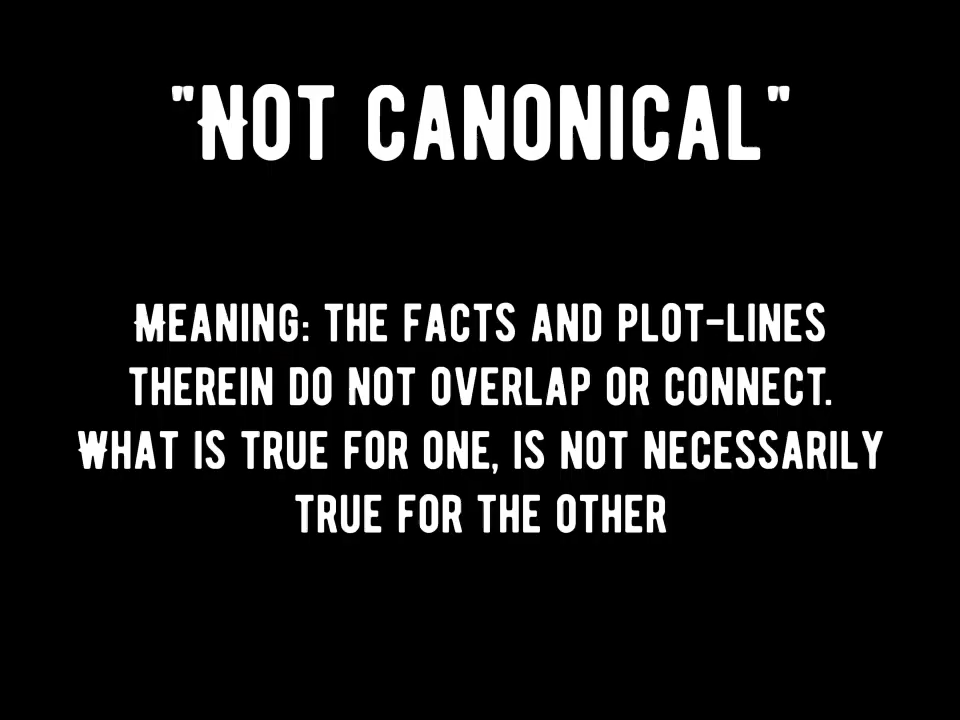 "Not canonical"
Meaning: the facts and plot-lines
therein do not overlap or connect.
What is true for one, is not necessarily
true for the other